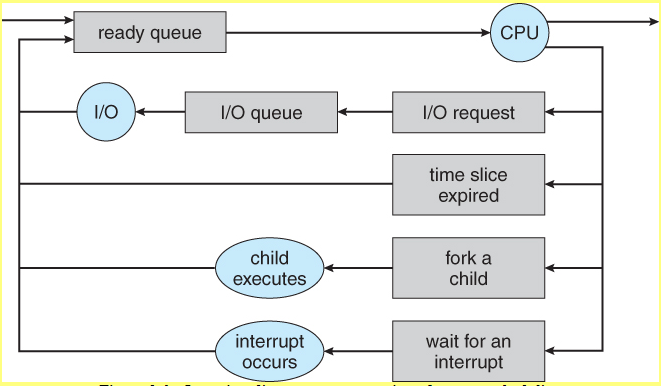 ready queue
CPU
I/O
I/O queue
I/O request
time slice
expired
child
executes
fork a
child
interrupt
occurs
wait for an
interrupt